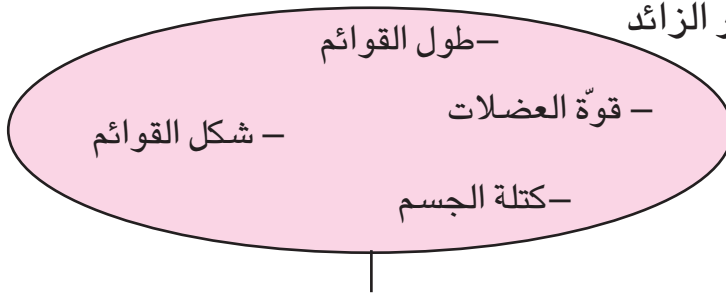 الزائد
–طول القوائم
– قوّة العضلات
– شكل القوائم
–كتلة الجسم